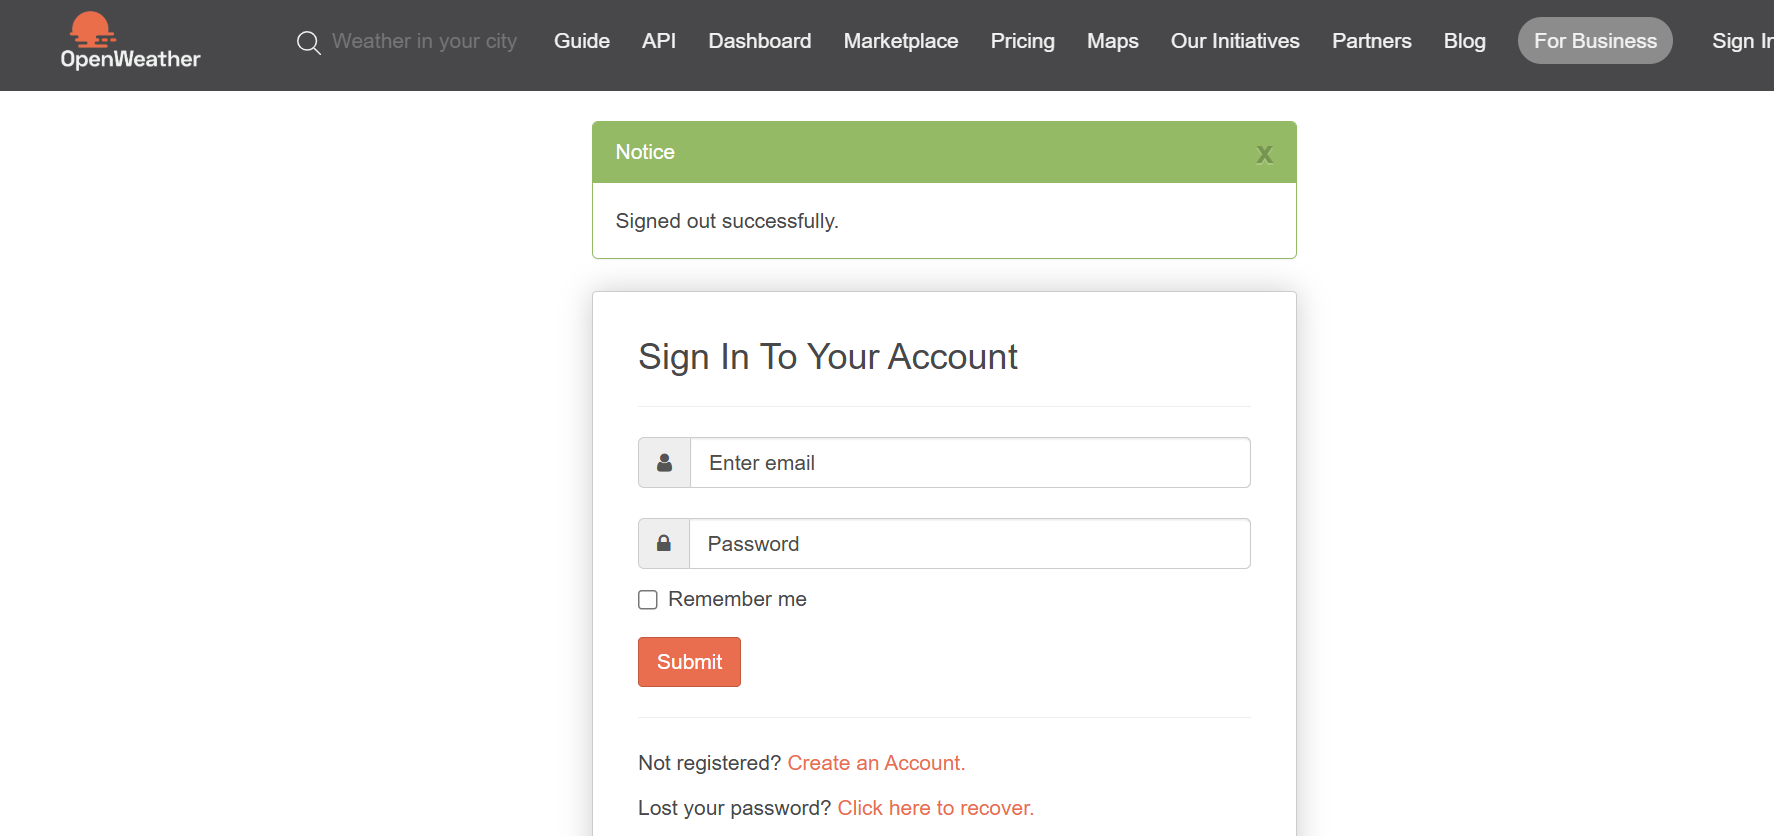 OpenWeather
Weather in your city Guide API Dashboard Marketplace Pricing Maps Our Initiatives Partners Blog For Business Sign In
Notice x
Signed out successfully.
Sign In To Your Account
Enter email
Password
Remember me
Submit
Not registered? Create an Account.
Lost your password? Click here to recover.